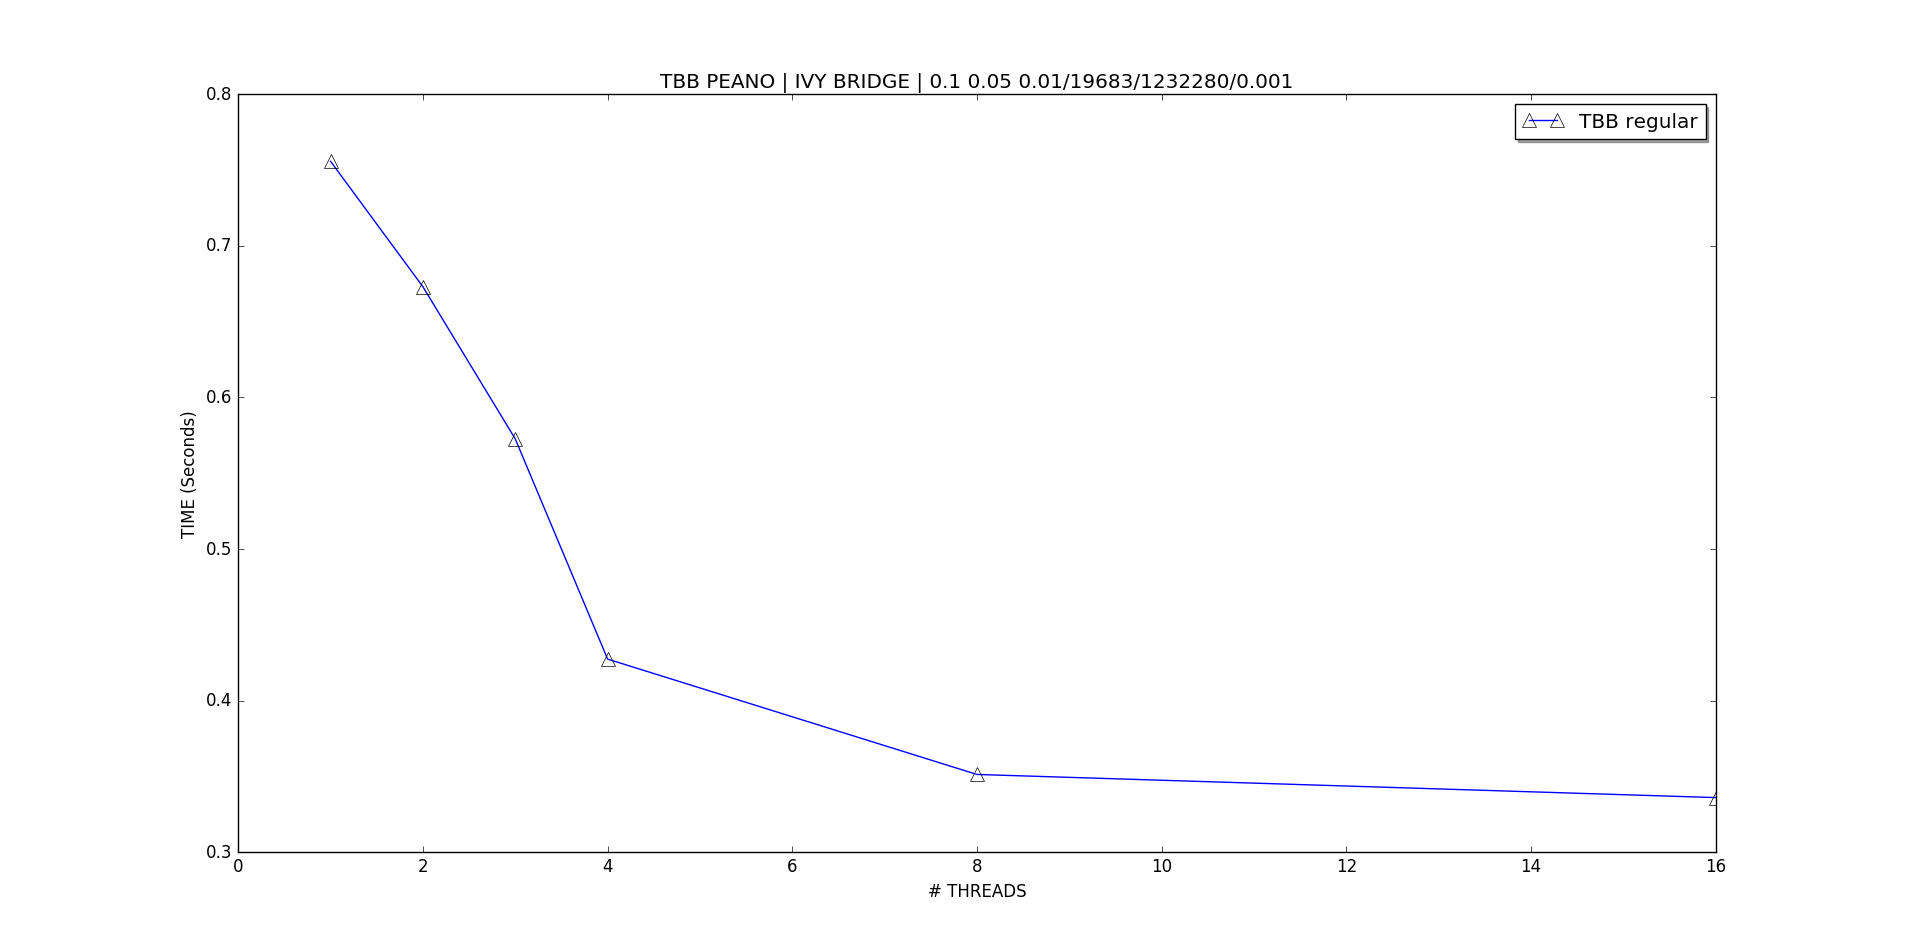 TBB PEANO | IVY BRIDGE | 0.1 0.05 0.01/19683/1232280/0.001
TBB regular
0.8
0.7
0.6
0.5
0.4
0.3
TIME (Seconds)
0 2 4 6 8 10 12 14 16
# THREADS